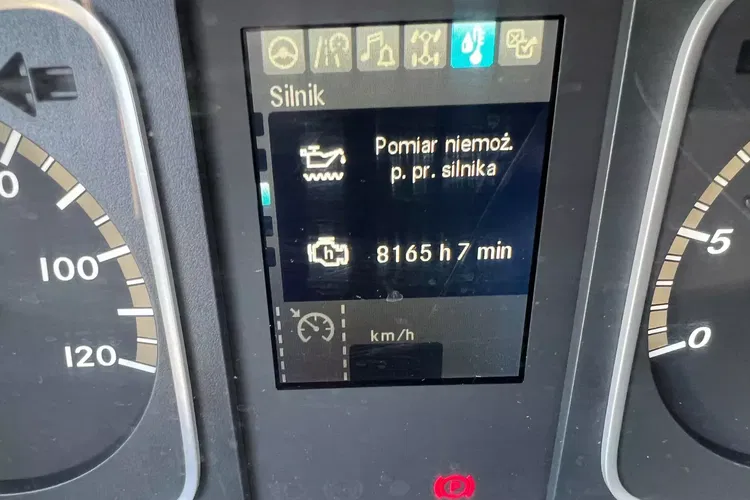 Silnik
Pomiar niemoż.
p. pr. silnika
h 8165 h 7 min
km/h
0
100
120
5
0
P